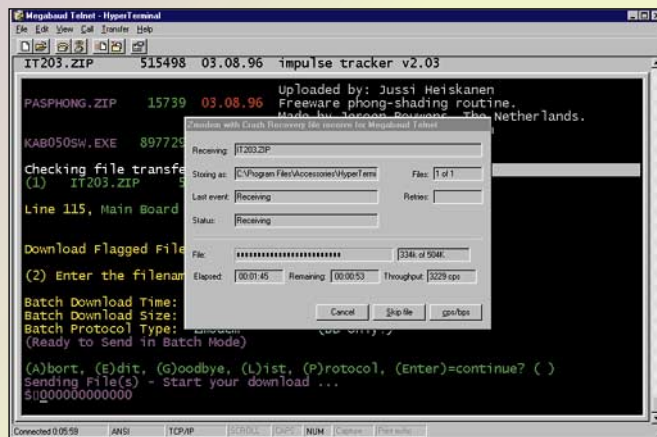 Megabaud Telnet - HyperTerminal
File Edit View Call Transfer Help
IT203.ZIP 515498 03.08.96 impulse tracker v2.03
Uploaded by: Jussi Heiskanen
PASPHONG.ZIP 15739 03.08.96 Freeware phong-shading routine.
Made by Jeroen Bouwens, The Netherlands.
KAB050SW.EXE 897729
Zmodem with Crash Recovery file receive for Megabaud Telnet
Receiving: IT203.ZIP
Storing as: C:\Program Files\Accessories\HyperTermi Files: 1 of 1
Last event: Receiving Retries:
Status: Receiving
File: 334k of 504K
Elapsed: 00:01:45 Remaining: 00:00:53 Throughput: 3229 cps
Cancel Skip file cps/bps
Checking file transfe
(1) IT203.ZIP 5
Line 115, Main Board
Download Flagged File
(2) Enter the filenam
Batch Download Time:
Batch Download Size:
Batch Protocol Type: Zmodem
(Ready to Send in Batch Mode)
(A)bort, (E)dit, (G)oodbye, (L)ist, (P)rotocol, (Enter)=continue? ( )
Sending File(s) - Start your download ...
Connected 0:05:59 ANSI TCP/IP SCROLL CAPS NUM Capture Print echo